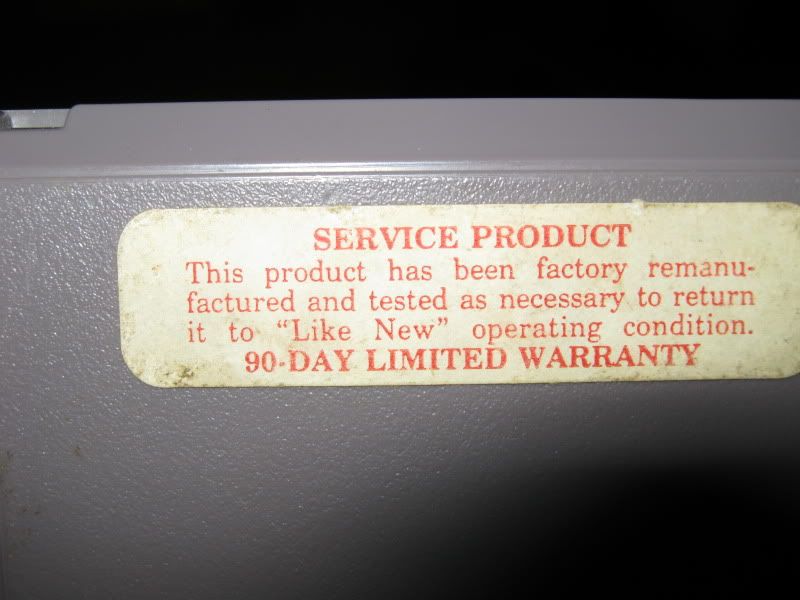 SERVICE PRODUCT
This product has been factory remanu-
factured and tested as necessary to return
it to “Like New” operating condition.
90-DAY LIMITED WARRANTY